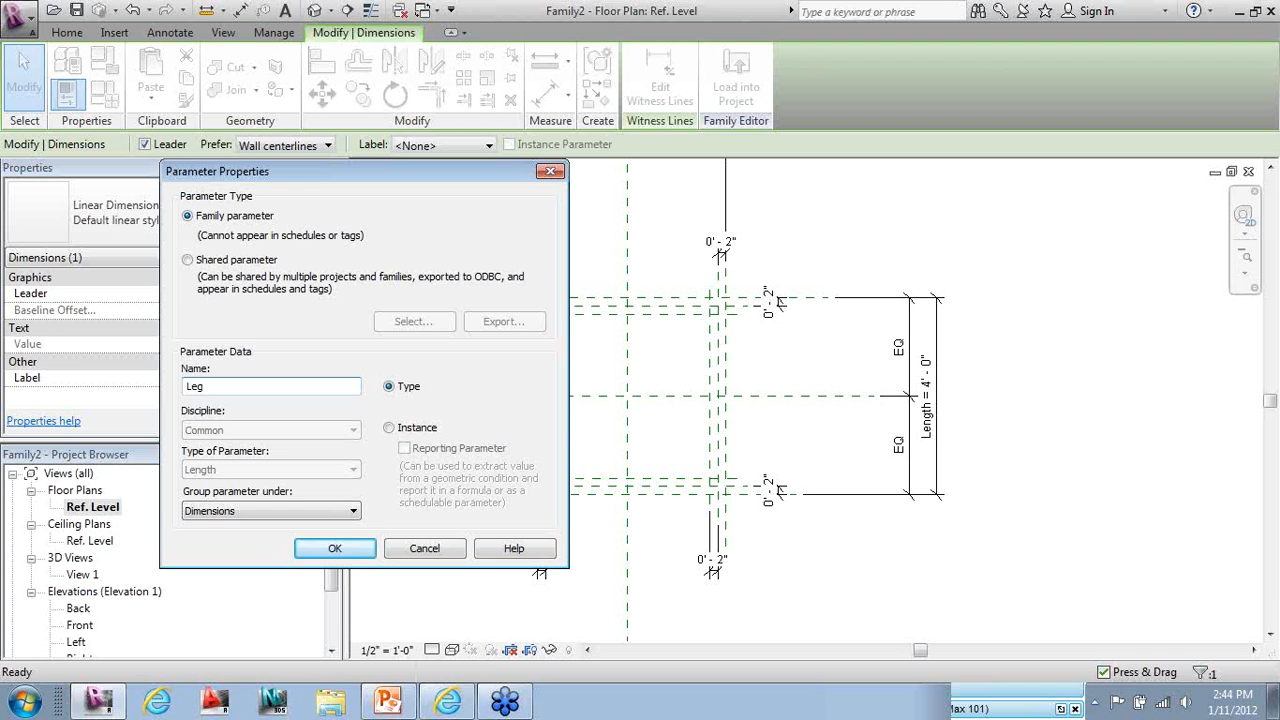 Family2 - Floor Plan: Ref. Level
Type a keyword or phrase
Sign In
Home Insert Annotate View Manage Modify | Dimensions
Modify
Paste
Cut
Join
Edit
Witness Lines
Load into
Project
Select Properties Clipboard Geometry Modify Measure Create Witness Lines Family Editor
Modify | Dimensions Leader Prefer: Wall centerlines Label: <None> Instance Parameter
Properties
Linear Dimension
Default linear style
Dimensions (1)
Graphics
Leader
Baseline Offset...
Text
Value
Other
Label
Properties help
Family2 - Project Browser
Views (all)
Floor Plans
Ref. Level
Ceiling Plans
Ref. Level
3D Views
View 1
Elevations (Elevation 1)
Back
Front
Left
Parameter Properties
Parameter Type
Family parameter
(Cannot appear in schedules or tags)
Shared parameter
(Can be shared by multiple projects and families, exported to ODBC, and
appear in schedules and tags)
Select... Export...
Parameter Data
Name:
Leg
Type
Discipline:
Common
Instance
Reporting Parameter
Type of Parameter:
Length
(Can be used to extract value
from a geometric condition and
report it in a formula or as a
schedulable parameter)
Group parameter under:
Dimensions
OK Cancel Help
0' - 2"
0' - 2"
EQ
Length = 4' - 0"
EQ
0' - 2"
0' - 2"
2D
1/2" = 1'-0"
Ready
Press & Drag
:1
Max 101)
2:44 PM
1/11/2012